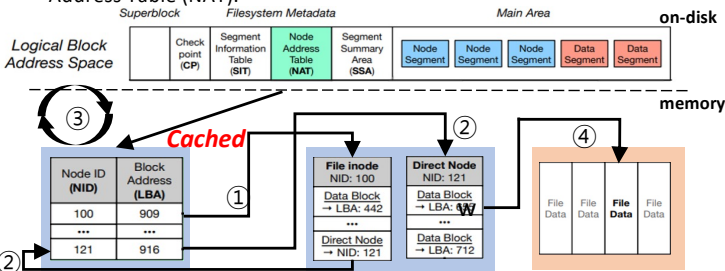 Address Table (NAT).
Superblock Filesystem Metadata Main Area on-disk
Logical Block
Address Space
Check
point
(CP)
Segment
Information
Table
(SIT)
Node
Address
Table
(NAT)
Segment
Summary
Area
(SSA)
Node
Segment
Node
Segment
Node
Segment
Data
Segment
Data
Segment
memory
③
Cached
②
④
①
Node ID
(NID)
Block
Address
(LBA)
100 909
... ...
121 916
②
File inode
NID: 100
Data Block
→ LBA: 442
...
Direct Node
→ NID: 121
Direct Node
NID: 121
Data Block
→ LBA:
W
...
Data Block
→ LBA: 712
File
Data
File
Data
File
Data
File
Data